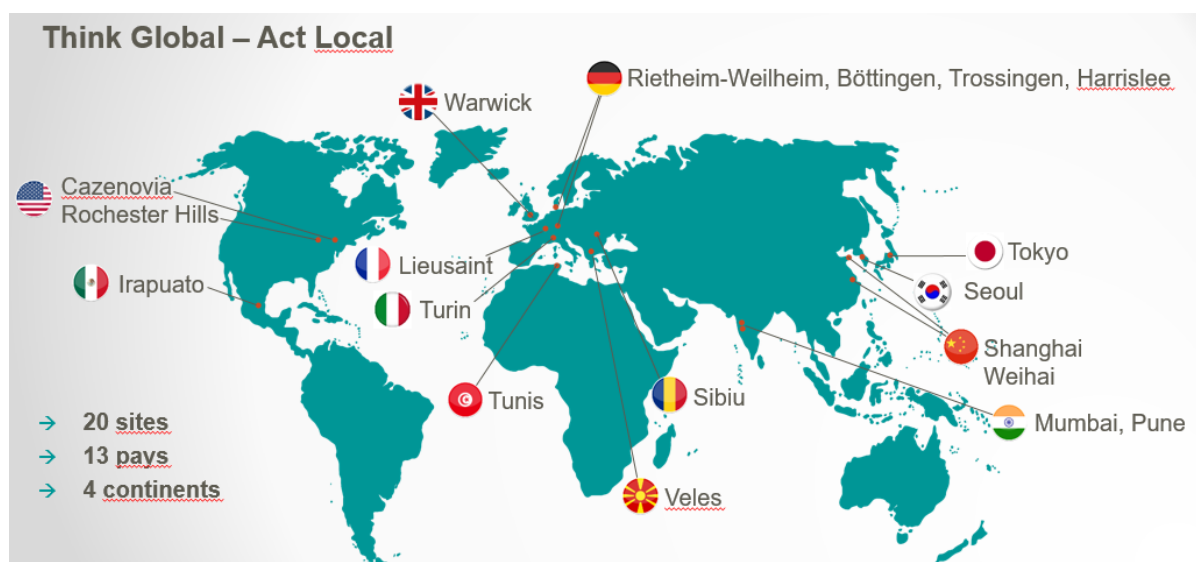 Think Global – Act Local
Rietheim-Weilheim, Böttingen, Trossingen, Harrislee
Warwick
Cazenovia
Rochester Hills
Irapuato
Lieusaint
Turin
Tunis
Sibiu
Veles
Tokyo
Seoul
Shanghai
Weihai
Mumbai, Pune
→ 20 sites
→ 13 pays
→ 4 continents